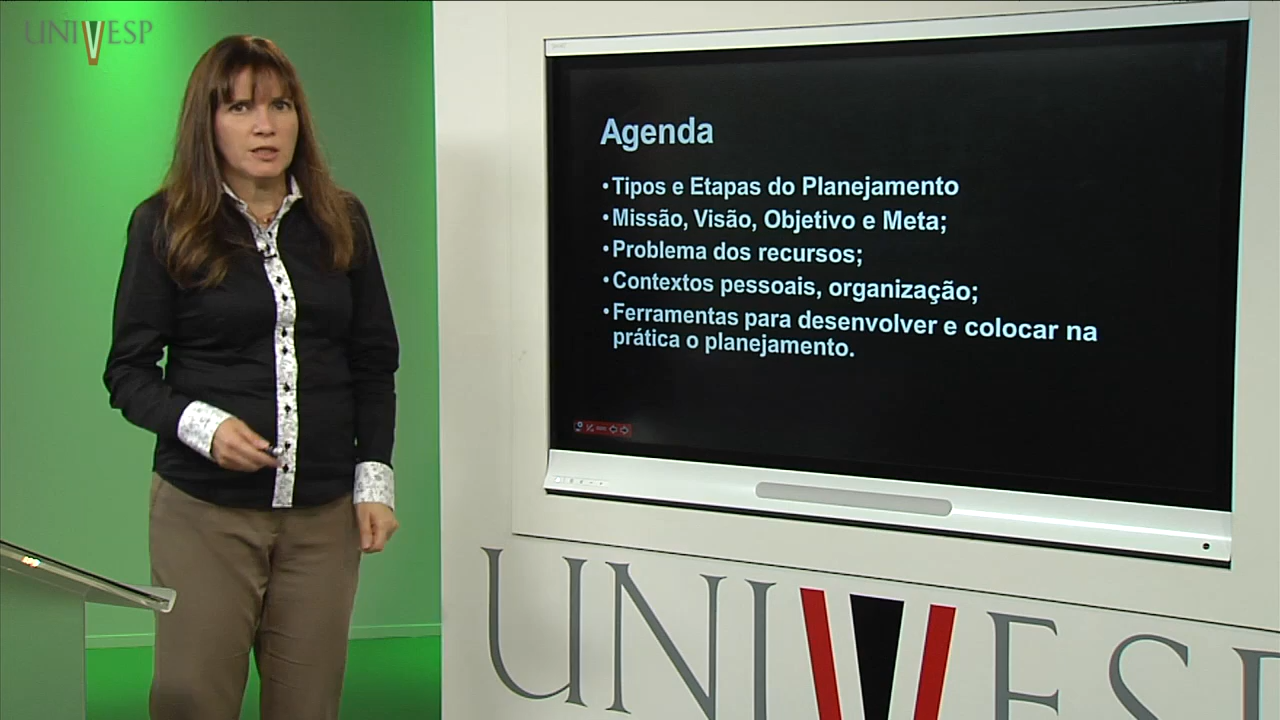 UNIVESP
Agenda
•Tipos e Etapas do Planejamento
•Missão, Visão, Objetivo e Meta;
•Problema dos recursos;
•Contextos pessoais, organização;
•Ferramentas para desenvolver e colocar na
prática o planejamento.
UNIVESP